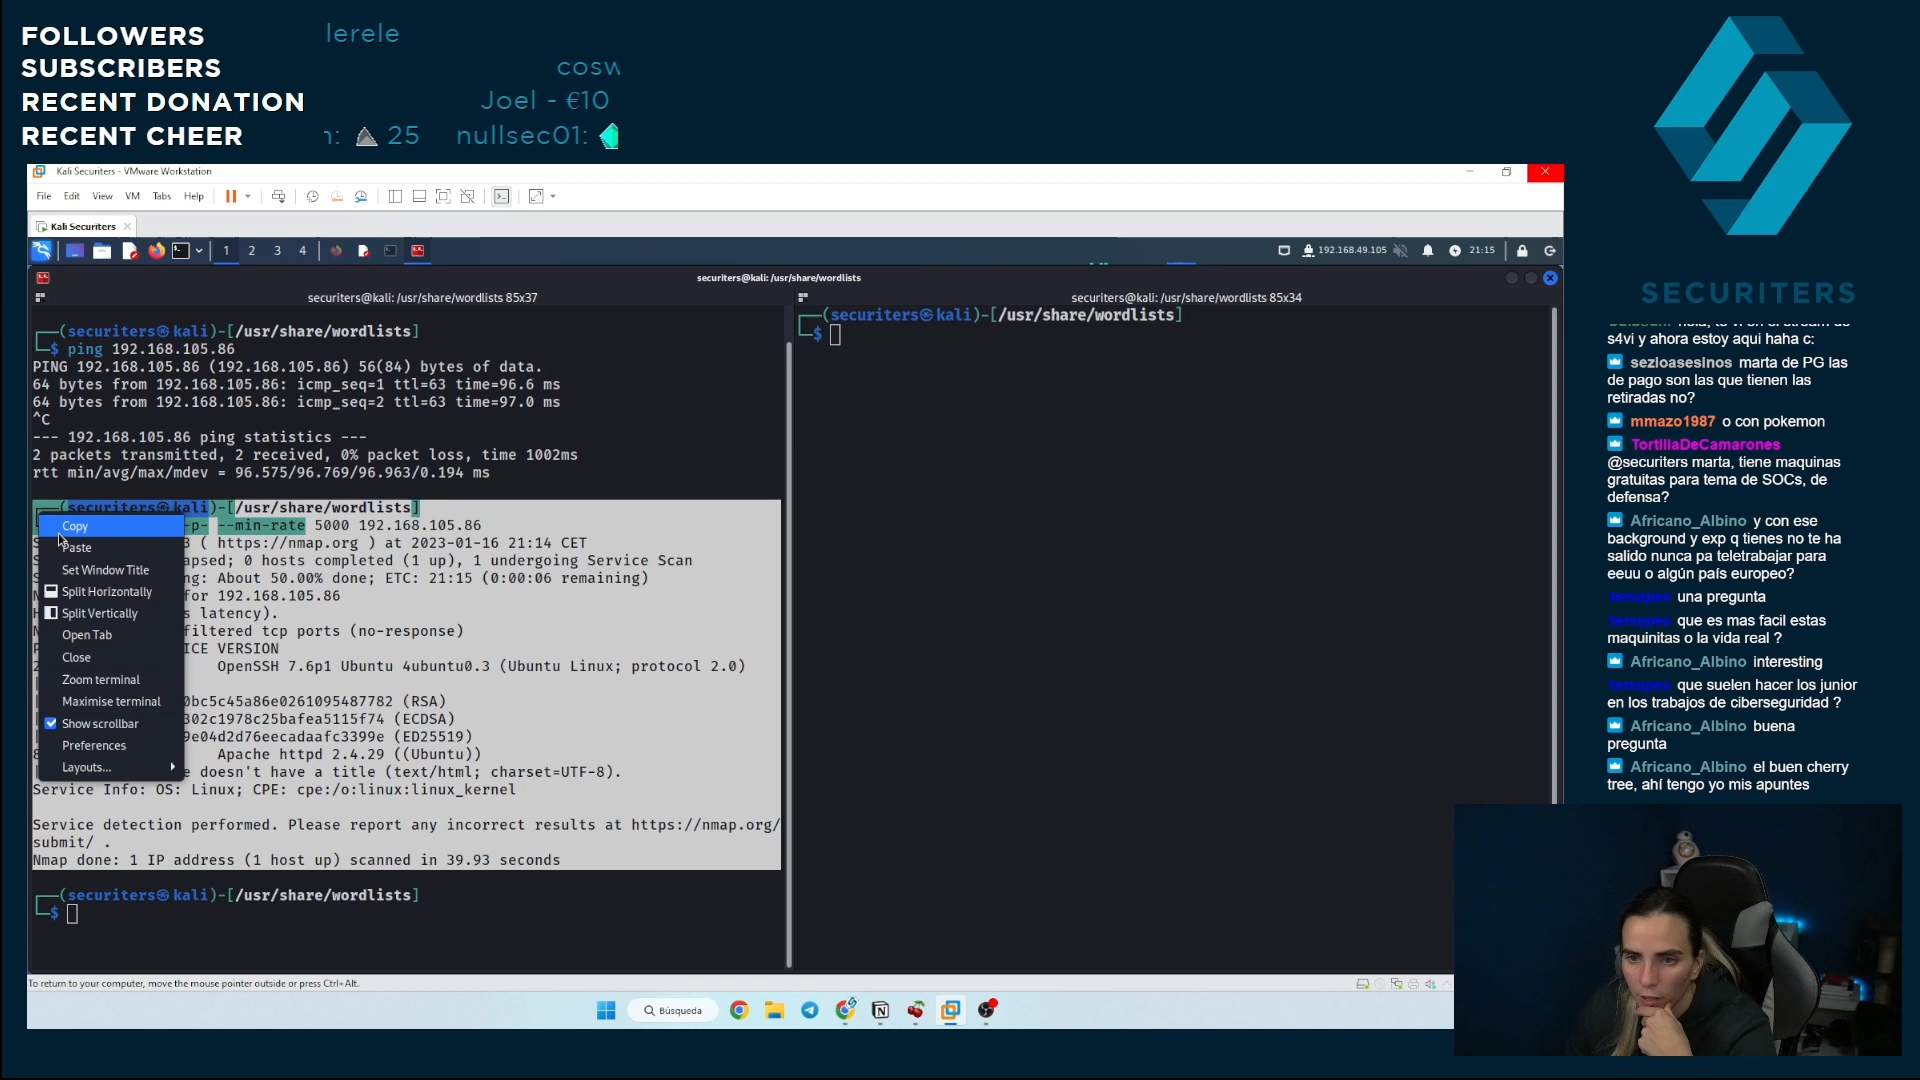 FOLLOWERS
lerele
SUBSCRIBERS
cosw
RECENT DONATION
Joel - €10
RECENT CHEER
25
nullsec01:
Kali Securiters - VMware Workstation
File Edit View VM Tabs Help
Kali Securiters
1 2 3 4
192.168.49.105
21:15
securiters@kali: /usr/share/wordlists
securiters@kali: /usr/share/wordlists 85x37
(securiters㉿kali)-[/usr/share/wordlists]
$ ping 192.168.105.86
PING 192.168.105.86 (192.168.105.86) 56(84) bytes of data.
64 bytes from 192.168.105.86: icmp_seq=1 ttl=63 time=96.6 ms
64 bytes from 192.168.105.86: icmp_seq=2 ttl=63 time=97.0 ms
^C
--- 192.168.105.86 ping statistics ---
2 packets transmitted, 2 received, 0% packet loss, time 1002ms
rtt min/avg/max/mdev = 96.575/96.769/96.963/0.194 ms
(securiters㉿kali)-[/usr/share/wordlists]
-p- --min-rate 5000 192.168.105.86
( https://nmap.org ) at 2023-01-16 21:14 CET
apsed; 0 hosts completed (1 up), 1 undergoing Service Scan
ng: About 50.00% done; ETC: 21:15 (0:00:06 remaining)
for 192.168.105.86
s latency).
filtered tcp ports (no-response)
ICE VERSION
OpenSSH 7.6p1 Ubuntu 4ubuntu0.3 (Ubuntu Linux; protocol 2.0)
0bc5c45a86e0261095487782 (RSA)
302c1978c25bafea5115f74 (ECDSA)
9e04d2d76eecadaafc3399e (ED25519)
Apache httpd 2.4.29 ((Ubuntu))
e doesn't have a title (text/html; charset=UTF-8).
Service Info: OS: Linux; CPE: cpe:/o:linux:linux_kernel
Service detection performed. Please report any incorrect results at https://nmap.org/
submit/ .
Nmap done: 1 IP address (1 host up) scanned in 39.93 seconds
(securiters㉿kali)-[/usr/share/wordlists]
$
Copy
Paste
Set Window Title
Split Horizontally
Split Vertically
Open Tab
Close
Zoom terminal
Maximise terminal
Show scrollbar
Preferences
Layouts...
securiters@kali: /usr/share/wordlists 85x34
(securiters㉿kali)-[/usr/share/wordlists]
$
To return to your computer, move the mouse pointer outside or press Ctrl+Alt.
Búsqueda
SECURITERS
s4vi y ahora estoy aqui haha c:
sezioasesinos marta de PG las
de pago son las que tienen las
retiradas no?
mmazo1987 o con pokemon
TortillaDeCamarones
@securiters marta, tiene maquinas
gratuitas para tema de SOCs, de
defensa?
Africano_Albino y con ese
background y exp q tienes no te ha
salido nunca pa teletrabajar para
eeuu o algún país europeo?
una pregunta
que es mas facil estas
maquinitas o la vida real ?
Africano_Albino interesting
que suelen hacer los junior
en los trabajos de ciberseguridad ?
Africano_Albino buena
pregunta
Africano_Albino el buen cherry
tree, ahí tengo yo mis apuntes